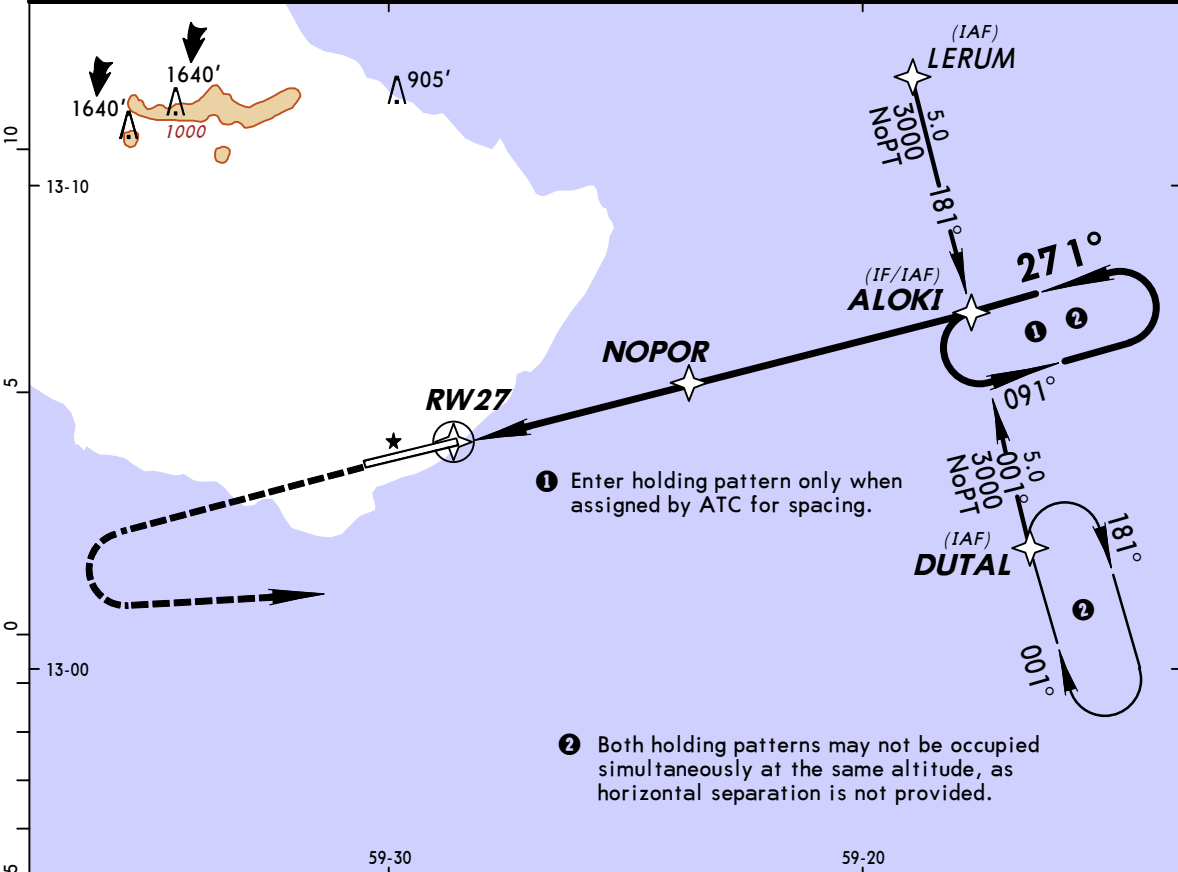 (IAF)
LERUM
1640'
1640'
1000
905'
5.0
3000
NoPT
181°
10
13-10
271°
(IF/IAF)
ALOKI
1 2
NOPOR
091°
5
RW27
1 Enter holding pattern only when
assigned by ATC for spacing.
5.0
001°
3000
NoPT
(IAF)
DUTAL
181°
2
001°
0
13-00
2 Both holding patterns may not be occupied
simultaneously at the same altitude, as
horizontal separation is not provided.
5
59-30
59-20